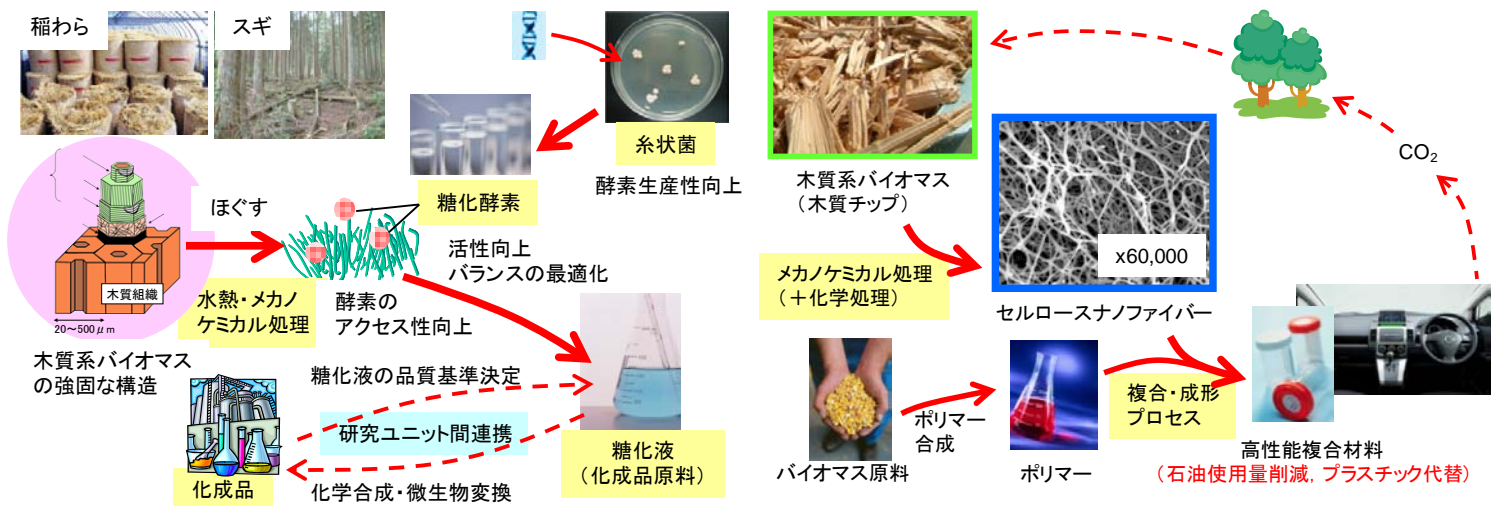 稲わら
スギ
木質組織
20～500μm
木質系バイオマス
の強固な構造
ほぐす
水熱・メカノ
ケミカル処理
糸状菌
酵素生産性向上
糖化酵素
活性向上
バランスの最適化
酵素の
アクセス性向上
糖化液の品質基準決定
研究ユニット間連携
化学合成・微生物変換
化成品
糖化液
（化成品原料）
木質系バイオマス
（木質チップ）
メカノケミカル処理
（＋化学処理）
x60,000
セルロースナノファイバー
CO₂
バイオマス原料
ポリマー
合成
ポリマー
複合・成形
プロセス
高性能複合材料
（石油使用量削減，プラスチック代替）